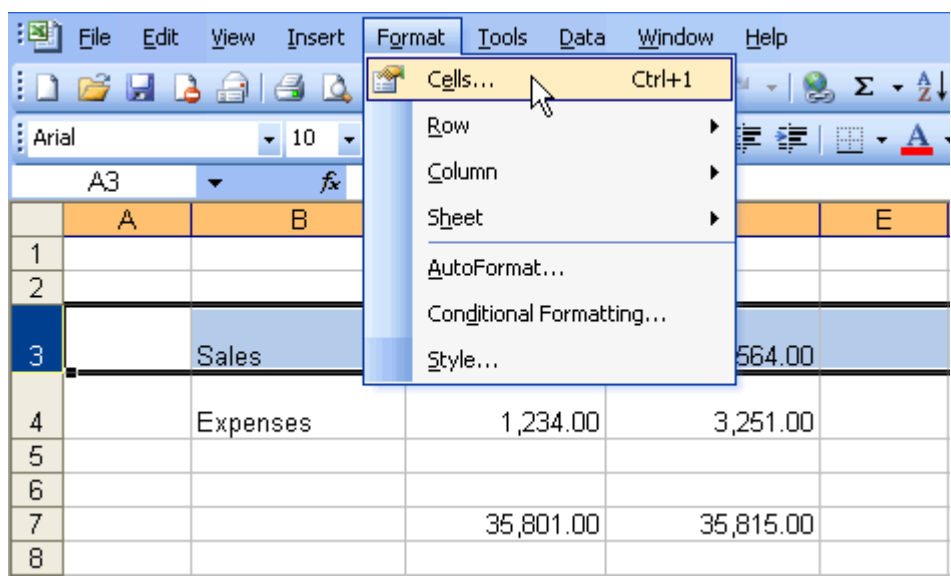 File Edit View Insert Format Tools Data Window Help
Cells... Ctrl+1
Σ A Z
Arial 10 A
Row
A3 fx
Column
A B E
Sheet
1
AutoFormat...
2
Conditional Formatting...
3 Sales 564.00
Style...
4 Expenses 1,234.00 3,251.00
5
6
7 35,801.00 35,815.00
8